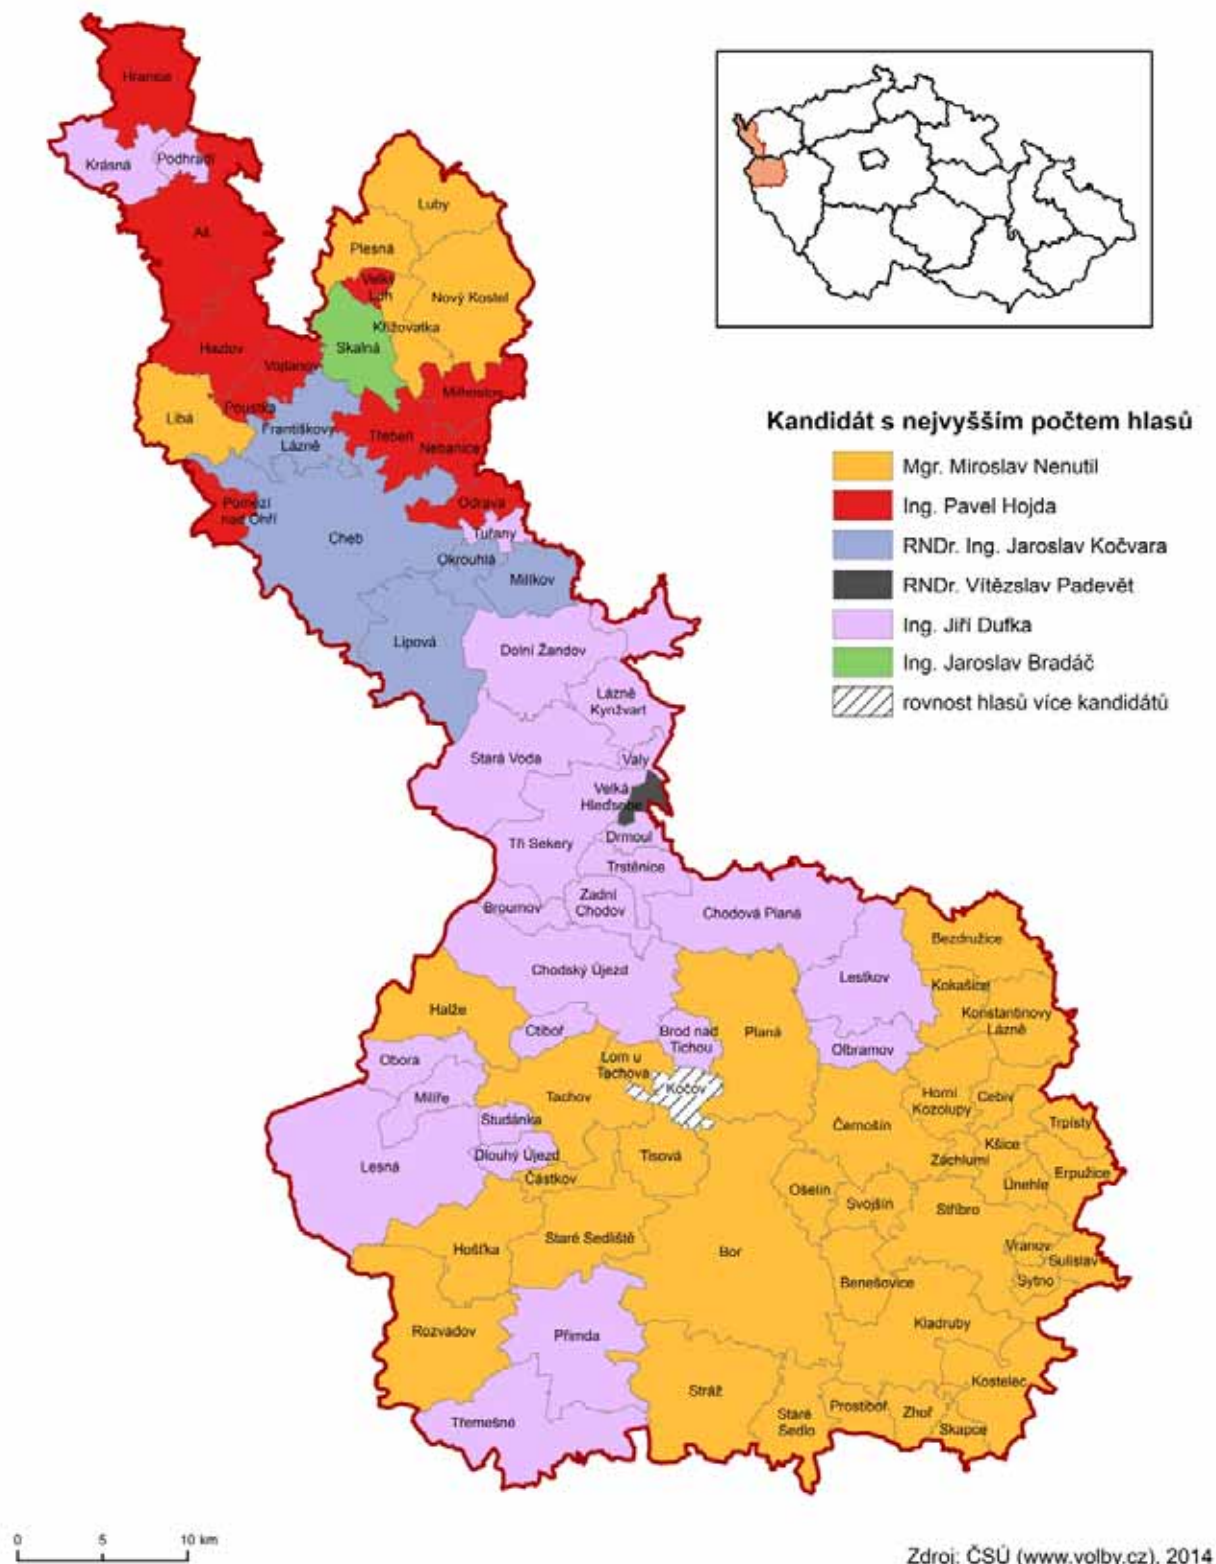 Hranice
Krásná
Podhradí
Aš
Luby
Plesná
Velký
Luh
Nový Kostel
Křižovatka
Skalná
Hazlov
Vojtanov
Milhostov
Poustka
Libá
Františkovy
Lázně
Třebeň
Nebanice
Pomezí
nad Ohří
Odrava
Cheb
Tuřany
Okrouhlá
Milíkov
Lipová
Dolní Žandov
Lázně
Kynžvart
Stará Voda
Valy
Velká
Hleďsebe
Drmoul
Tři Sekery
Trstěnice
Broumov
Zadní
Chodov
Chodová Planá
Bezdružice
Chodský Újezd
Lestkov
Kokašice
Konstantinovy
Lázně
Halže
Ctiboř
Brod nad
Tichou
Planá
Olbramov
Obora
Lom u
Tachova
Kočov
Milíře
Tachov
Horní
Kozolupy
Cebiv
Studánka
Černošín
Trpísty
Kšice
Dlouhý Újezd
Tisová
Záchlumí
Lesná
Částkov
Únehle
Erpužice
Ošelín
Svojšín
Stříbro
Staré Sedliště
Hošťka
Bor
Vranov
Sulislav
Sytno
Benešovice
Rozvadov
Přimda
Kladruby
Stráž
Kostelec
Třemešné
Staré
Sedlo
Prostiboř
Zhoř
Skapce
Kandidát s nejvyšším počtem hlasů
Mgr. Miroslav Nenutil
Ing. Pavel Hojda
RNDr. Ing. Jaroslav Kočvara
RNDr. Vítězslav Padevět
Ing. Jiří Dufka
Ing. Jaroslav Bradáč
rovnost hlasů více kandidátů
0 5 10 km
Zdroj: ČSÚ (www.volby.cz), 2014